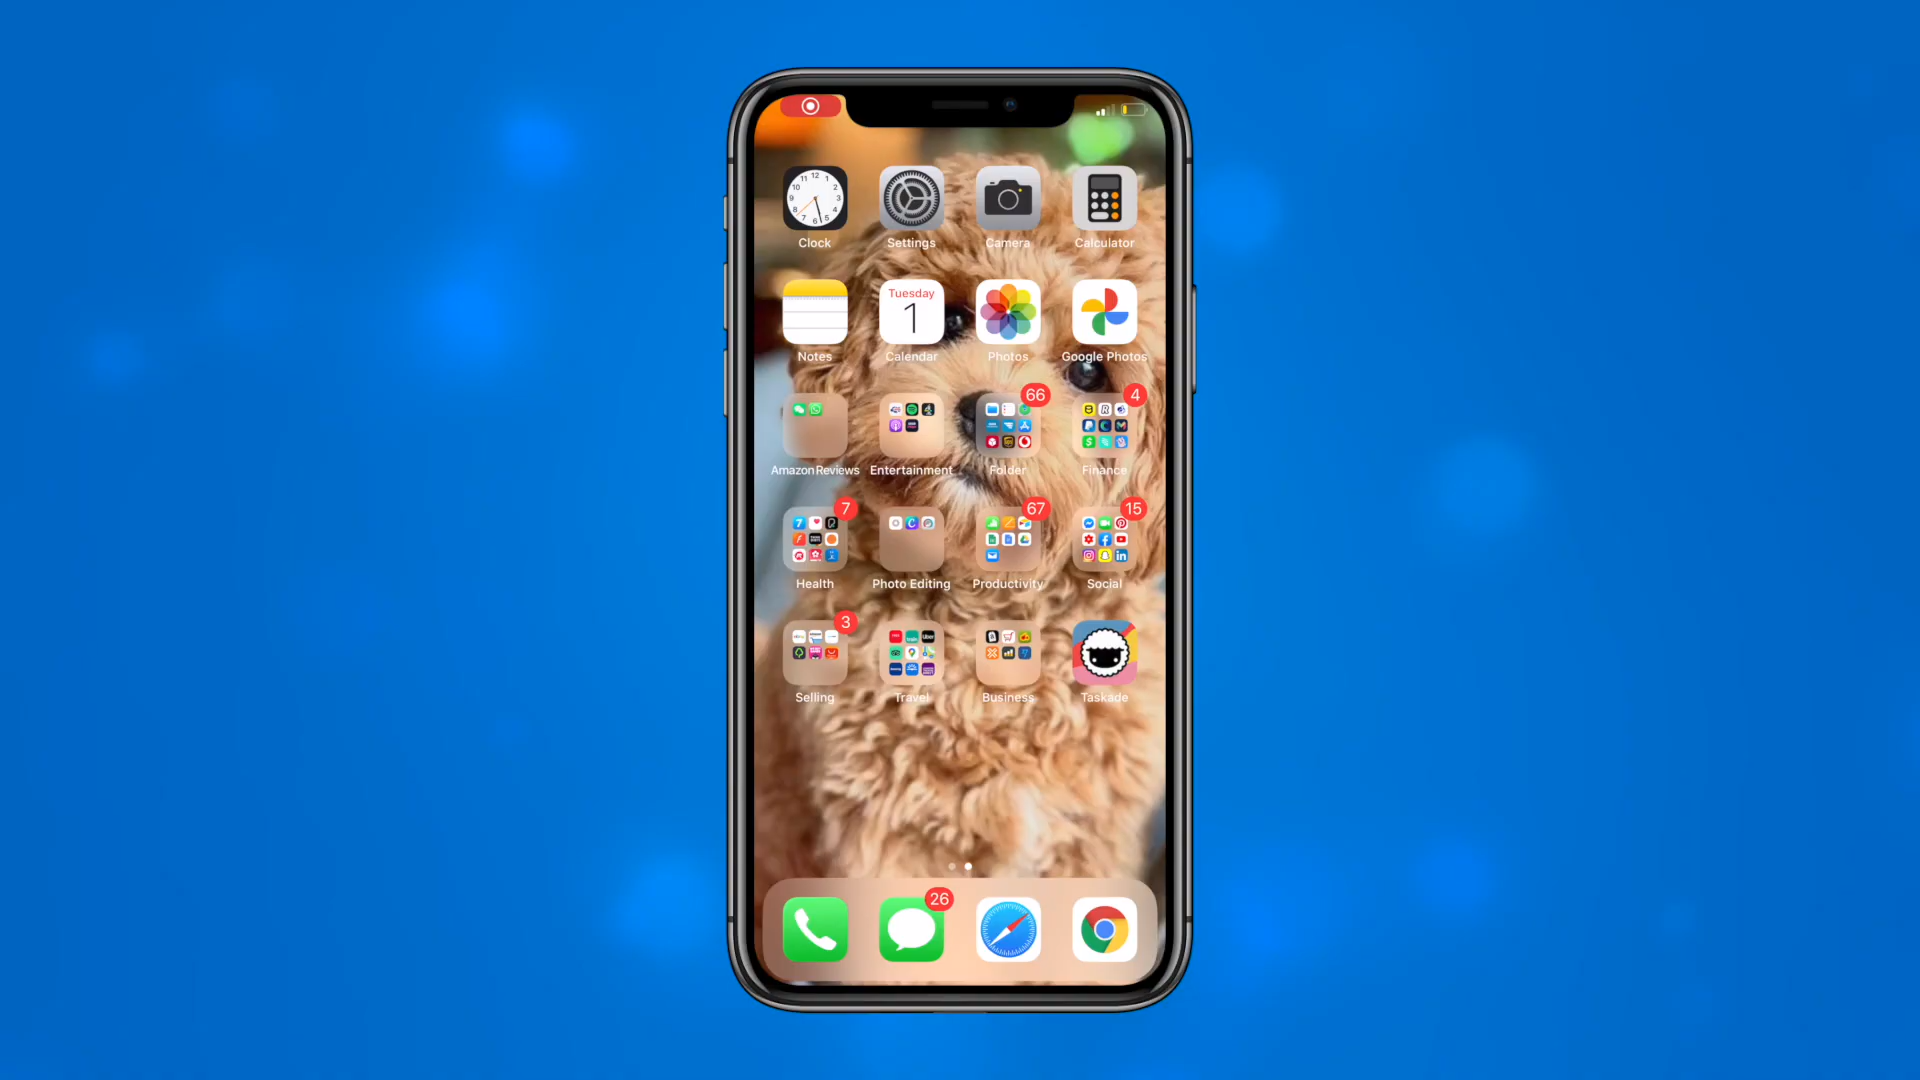 Clock Settings Camera Calculator
Tuesday
1
Notes Calendar Photos Google Photos
66 4
Amazon Reviews Entertainment Folder Finance
7 67 15
Health Photo Editing Productivity Social
3
Selling Travel Business Taskade
26